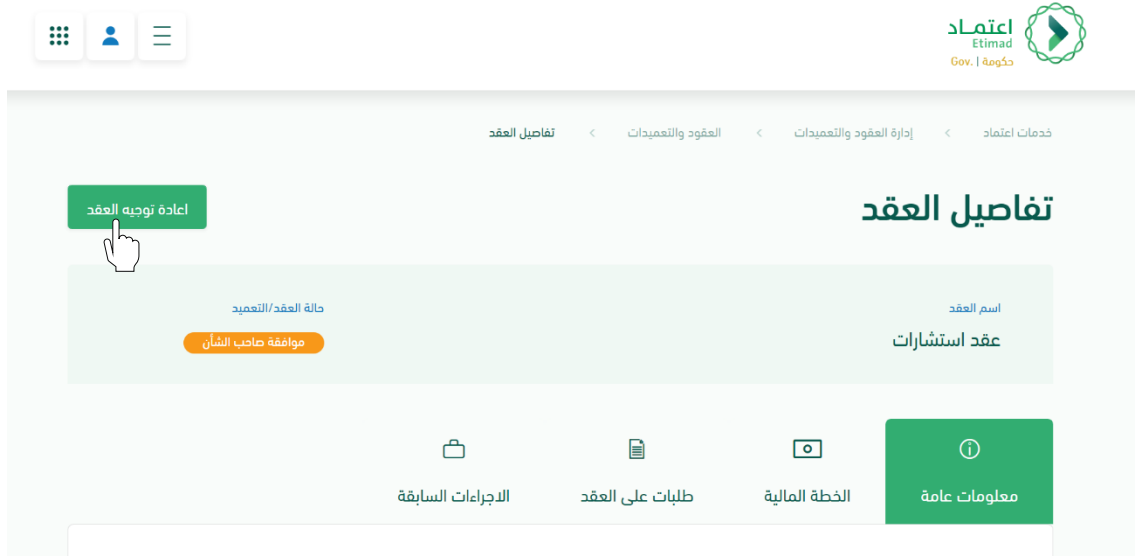 اعتمـاد
Etimad
حكومة | .Gov
خدمات اعتماد > إدارة العقود والتعميدات > العقود والتعميدات > تفاصيل العقد
تفاصيل العقد
اعادة توجيه العقد
اسم العقد
حالة العقد/التعميد
عقد استشارات
موافقة صاحب الشأن
معلومات عامة
الخطة المالية
طلبات على العقد
الاجراءات السابقة